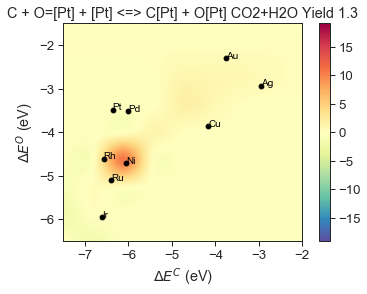 C + O=[Pt] + [Pt] <=> C[Pt] + O[Pt] CO2+H2O Yield 1.3
−2
−3
−4
−5
−6
ΔE^O (eV)
Au
Ag
Pt
Pd
Cu
Rh
Ni
Ru
Ir
−7
−6
−5
−4
−3
−2
ΔE^C (eV)
15
10
5
0
−5
−10
−15